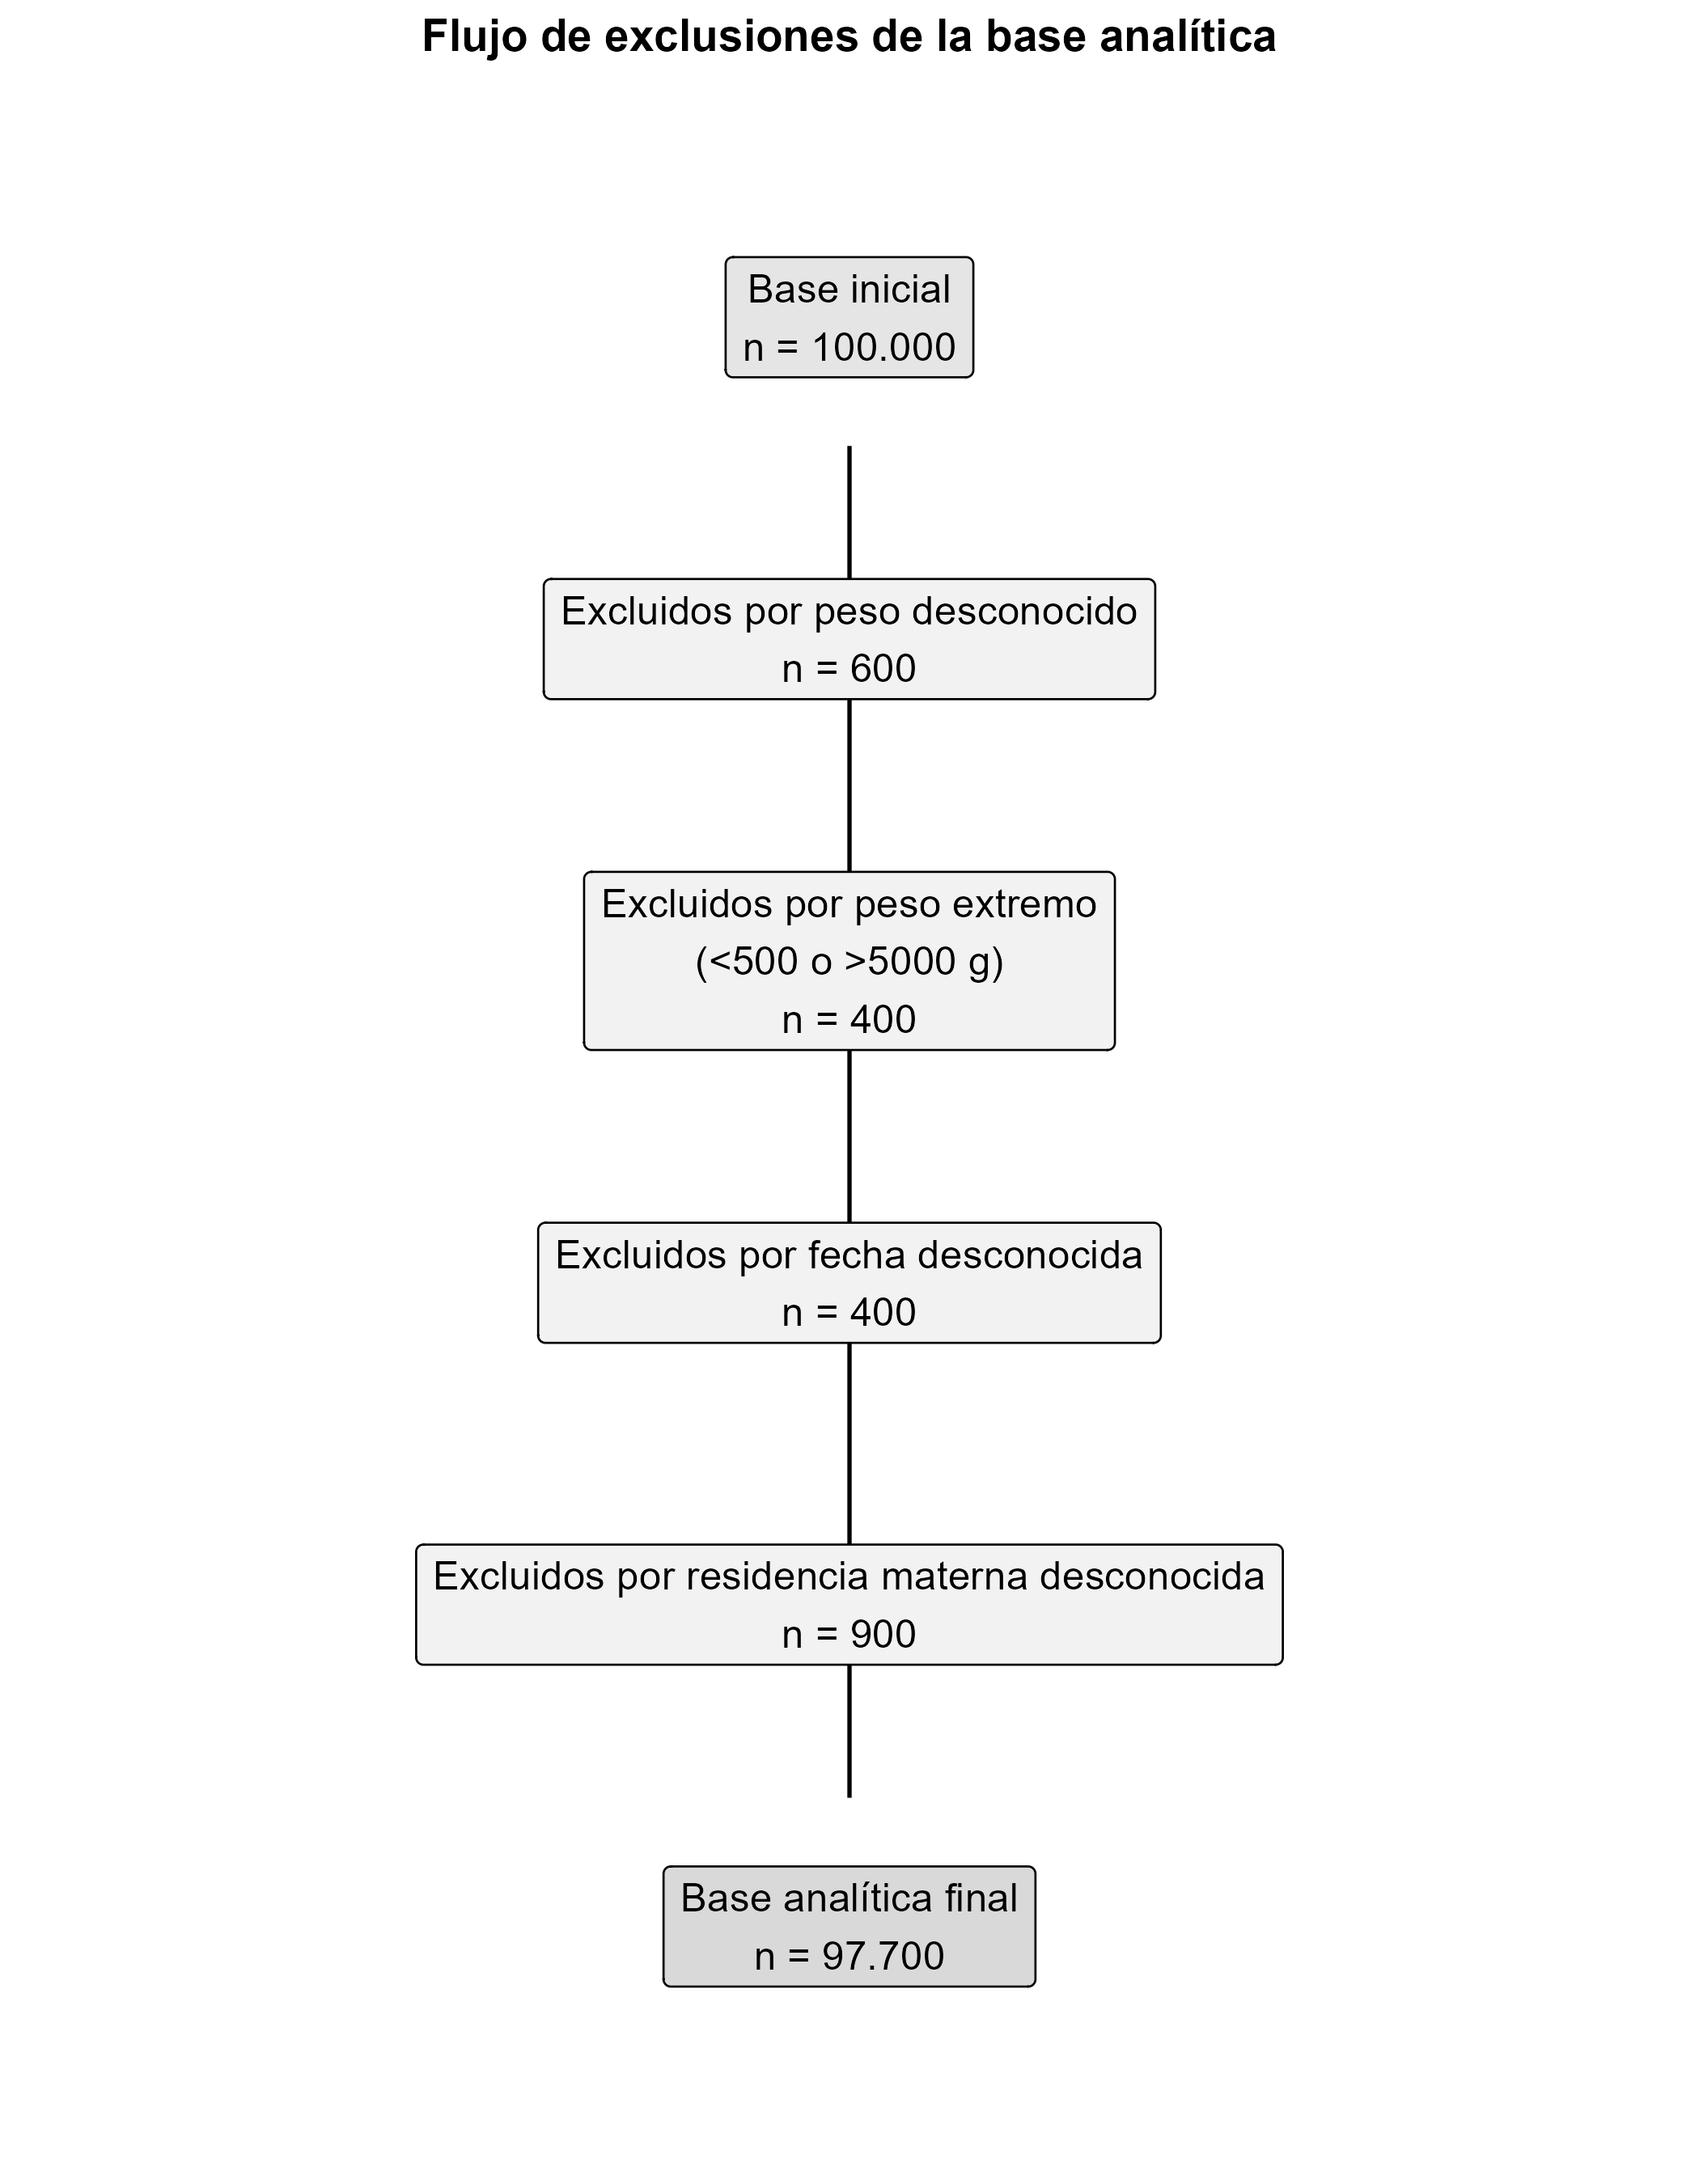 Flujo de exclusiones de la base analítica
Base inicial
n = 100.000
Excluidos por peso desconocido
n = 600
Excluidos por peso extremo
(<500 o >5000 g)
n = 400
Excluidos por fecha desconocida
n = 400
Excluidos por residencia materna desconocida
n = 900
Base analítica final
n = 97.700